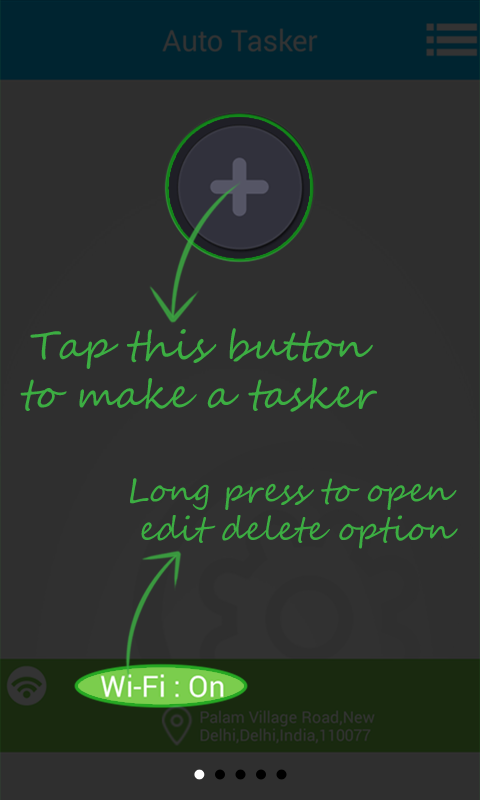 Auto Tasker
Tap this button
to make a tasker
Long press to open
edit delete option
Wi-Fi : On
Palam Village Road,New
Delhi,Delhi,India,110077